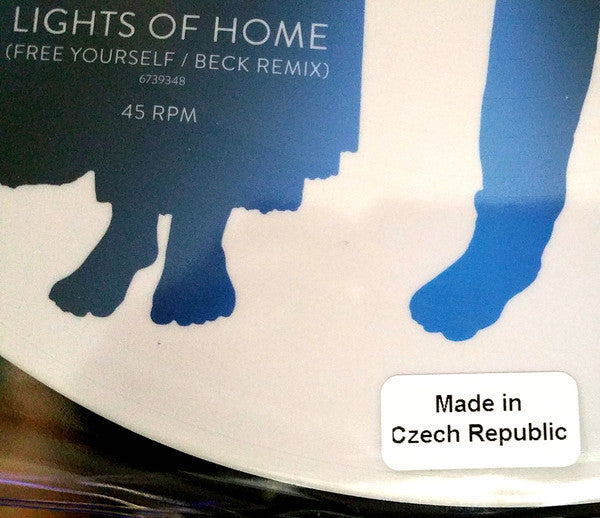 LIGHTS OF HOME
(FREE YOURSELF / BECK REMIX)
6739348
45 RPM
Made in
Czech Republic